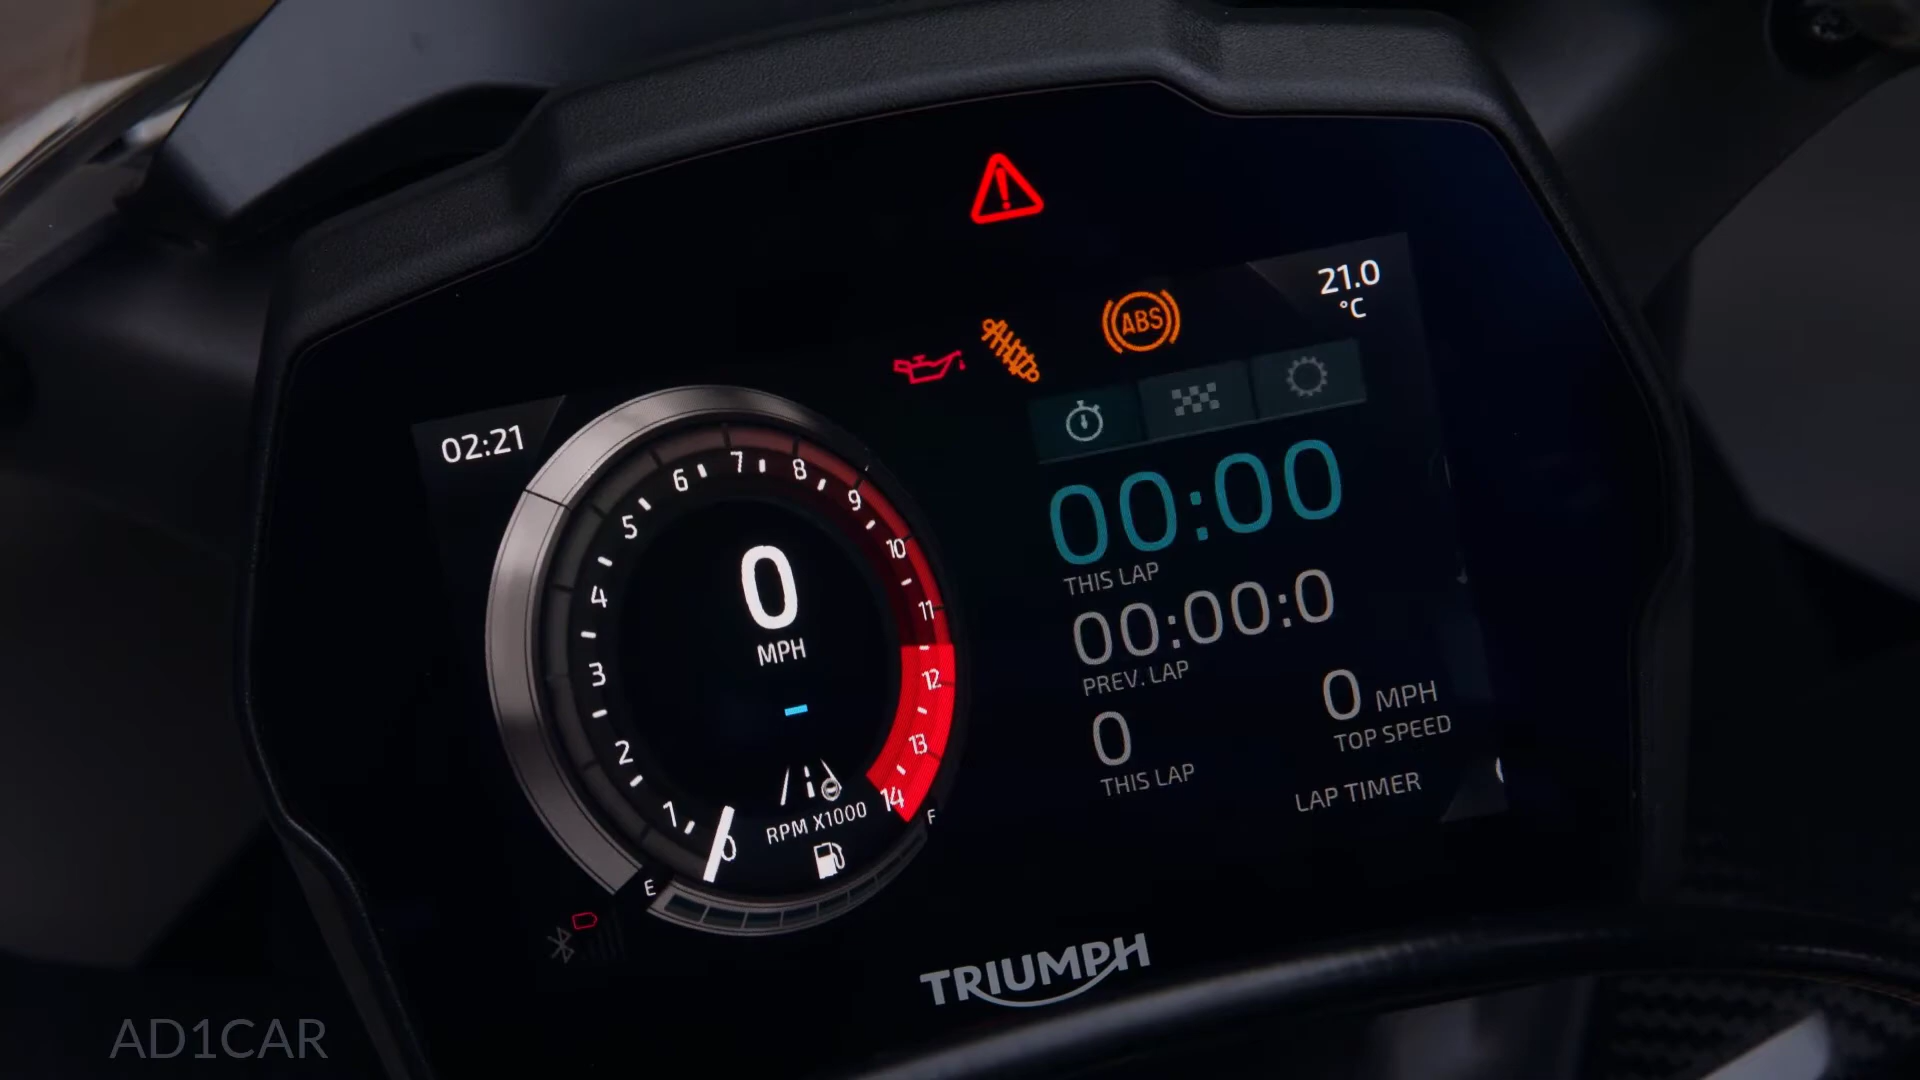 21.0
°C
ABS
02:21
0
MPH
0
1
2
3
4
5
6
7
8
9
10
11
12
13
14
RPM X1000
E
F
00:00
THIS LAP
00:00:0
PREV. LAP
0
THIS LAP
0 MPH
TOP SPEED
LAP TIMER
TRIUMPH
AD1CAR